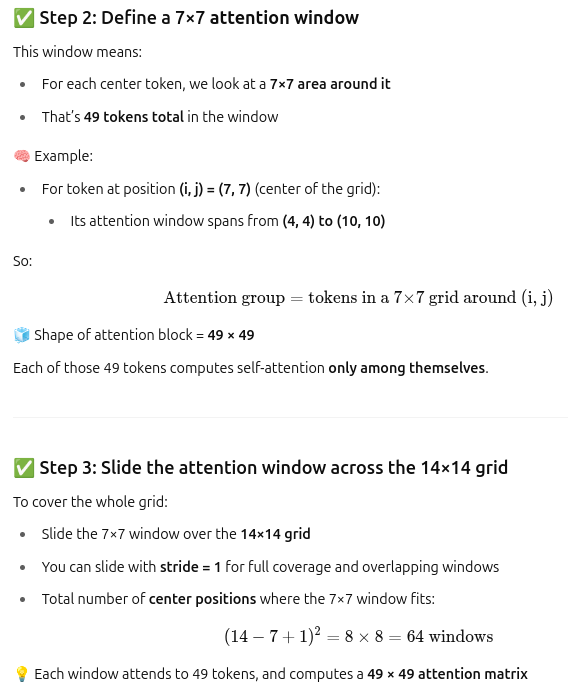 ✅ Step 2: Define a 7×7 attention window
This window means:
• For each center token, we look at a 7×7 area around it
• That's 49 tokens total in the window
🧠 Example:
• For token at position (i, j) = (7, 7) (center of the grid):
• Its attention window spans from (4, 4) to (10, 10)
So:
Attention group = tokens in a 7×7 grid around (i, j)
🧊 Shape of attention block = 49 × 49
Each of those 49 tokens computes self-attention only among themselves.
✅ Step 3: Slide the attention window across the 14×14 grid
To cover the whole grid:
• Slide the 7×7 window over the 14×14 grid
• You can slide with stride = 1 for full coverage and overlapping windows
• Total number of center positions where the 7×7 window fits:
(14 − 7 + 1)² = 8 × 8 = 64 windows
💡 Each window attends to 49 tokens, and computes a 49 × 49 attention matrix